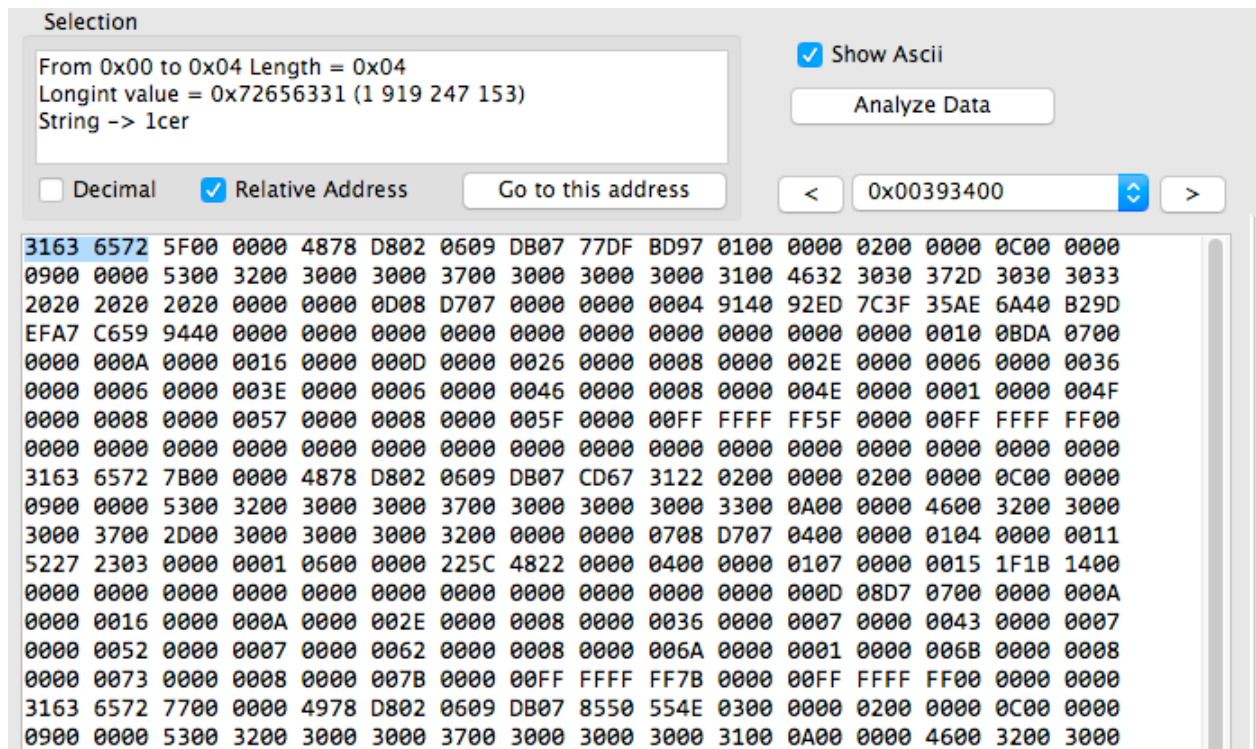 Selection
From 0x00 to 0x04 Length = 0x04
Longint value = 0x72656331 (1 919 247 153)
String -> 1cer
Show Ascii
Analyze Data
Decimal
Relative Address
Go to this address
<
0x00393400
>
3163 6572 5F00 0000 4878 D802 0609 DB07 77DF BD97 0100 0000 0200 0000 0C00 0000
0900 0000 5300 3200 3000 3000 3700 3000 3000 3000 3100 4632 3030 372D 3030 3033
2020 2020 2020 0000 0000 0D08 D707 0000 0000 0004 9140 92ED 7C3F 35AE 6A40 B29D
EFA7 C659 9440 0000 0000 0000 0000 0000 0000 0000 0000 0000 0000 0010 0BDA 0700
0000 000A 0000 0016 0000 000D 0000 0026 0000 0008 0000 002E 0000 0006 0000 0036
0000 0006 0000 003E 0000 0006 0000 0046 0000 0008 0000 004E 0000 0001 0000 004F
0000 0008 0000 0057 0000 0008 0000 005F 0000 00FF FFFF FF5F 0000 00FF FFFF FF00
0000 0000 0000 0000 0000 0000 0000 0000 0000 0000 0000 0000 0000 0000 0000 0000
3163 6572 7B00 0000 4878 D802 0609 DB07 CD67 3122 0200 0000 0200 0000 0C00 0000
0900 0000 5300 3200 3000 3000 3700 3000 3000 3000 3300 0A00 0000 4600 3200 3000
3000 3700 2D00 3000 3000 3000 3200 0000 0000 0708 D707 0400 0000 0104 0000 0011
5227 2303 0000 0001 0600 0000 225C 4822 0000 0400 0000 0107 0000 0015 1F1B 1400
0000 0000 0000 0000 0000 0000 0000 0000 0000 0000 0000 000D 08D7 0700 0000 000A
0000 0016 0000 000A 0000 002E 0000 0008 0000 0036 0000 0007 0000 0043 0000 0007
0000 0052 0000 0007 0000 0062 0000 0008 0000 006A 0000 0001 0000 006B 0000 0008
0000 0073 0000 0008 0000 007B 0000 00FF FFFF FF7B 0000 00FF FFFF FF00 0000 0000
3163 6572 7700 0000 4978 D802 0609 DB07 8550 554E 0300 0000 0200 0000 0C00 0000
0900 0000 5300 3200 3000 3000 3700 3000 3000 3000 3100 0A00 0000 4600 3200 3000